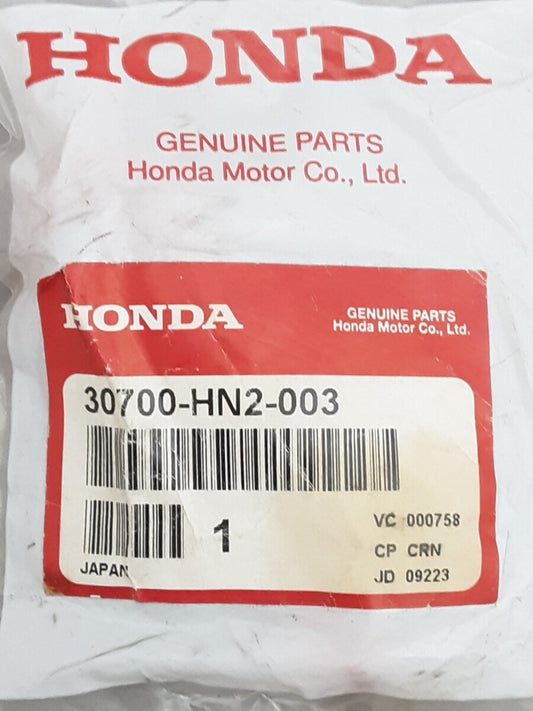 HONDA
GENUINE PARTS
Honda Motor Co., Ltd.
HONDA
GENUINE PARTS
Honda Motor Co., Ltd.
30700-HN2-003
1
VC 000758
CP CRN
JAPAN
JD 09223